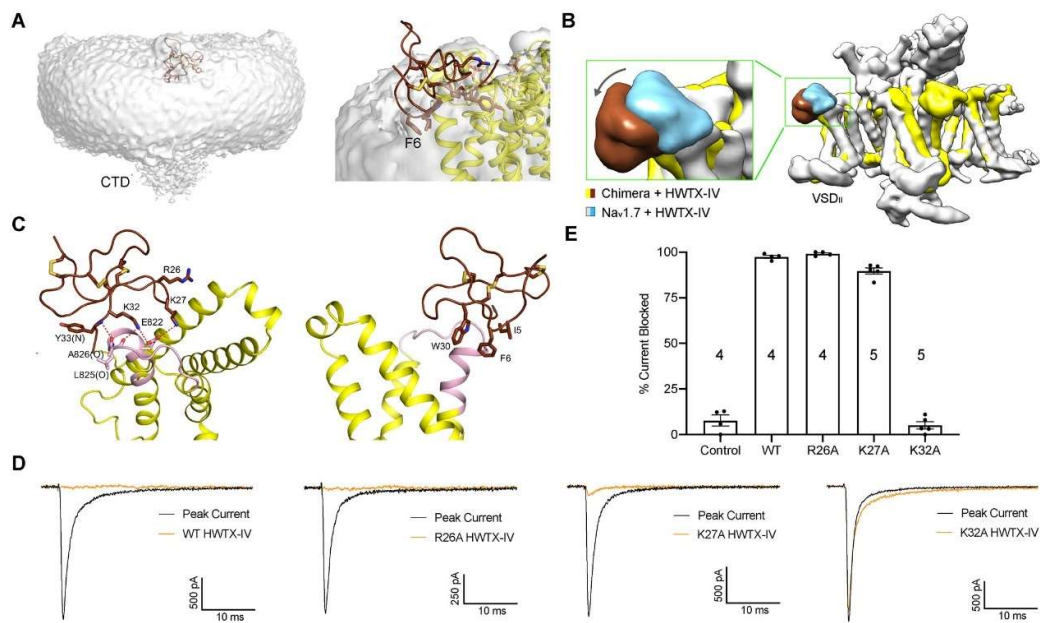 A
CTD
F6
B
Chimera + HWTX-IV
Nav1.7 + HWTX-IV
VSDII
C
R26
K27
K32
E822
Y33(N)
A826(O)
L825(O)
W30
I5
F6
E
% Current Blocked
100
75
50
25
0
4
4
4
5
5
Control
WT
R26A
K27A
K32A
D
Peak Current
WT HWTX-IV
500 pA
10 ms
Peak Current
R26A HWTX-IV
250 pA
10 ms
Peak Current
K27A HWTX-IV
500 pA
10 ms
Peak Current
K32A HWTX-IV
500 pA
10 ms